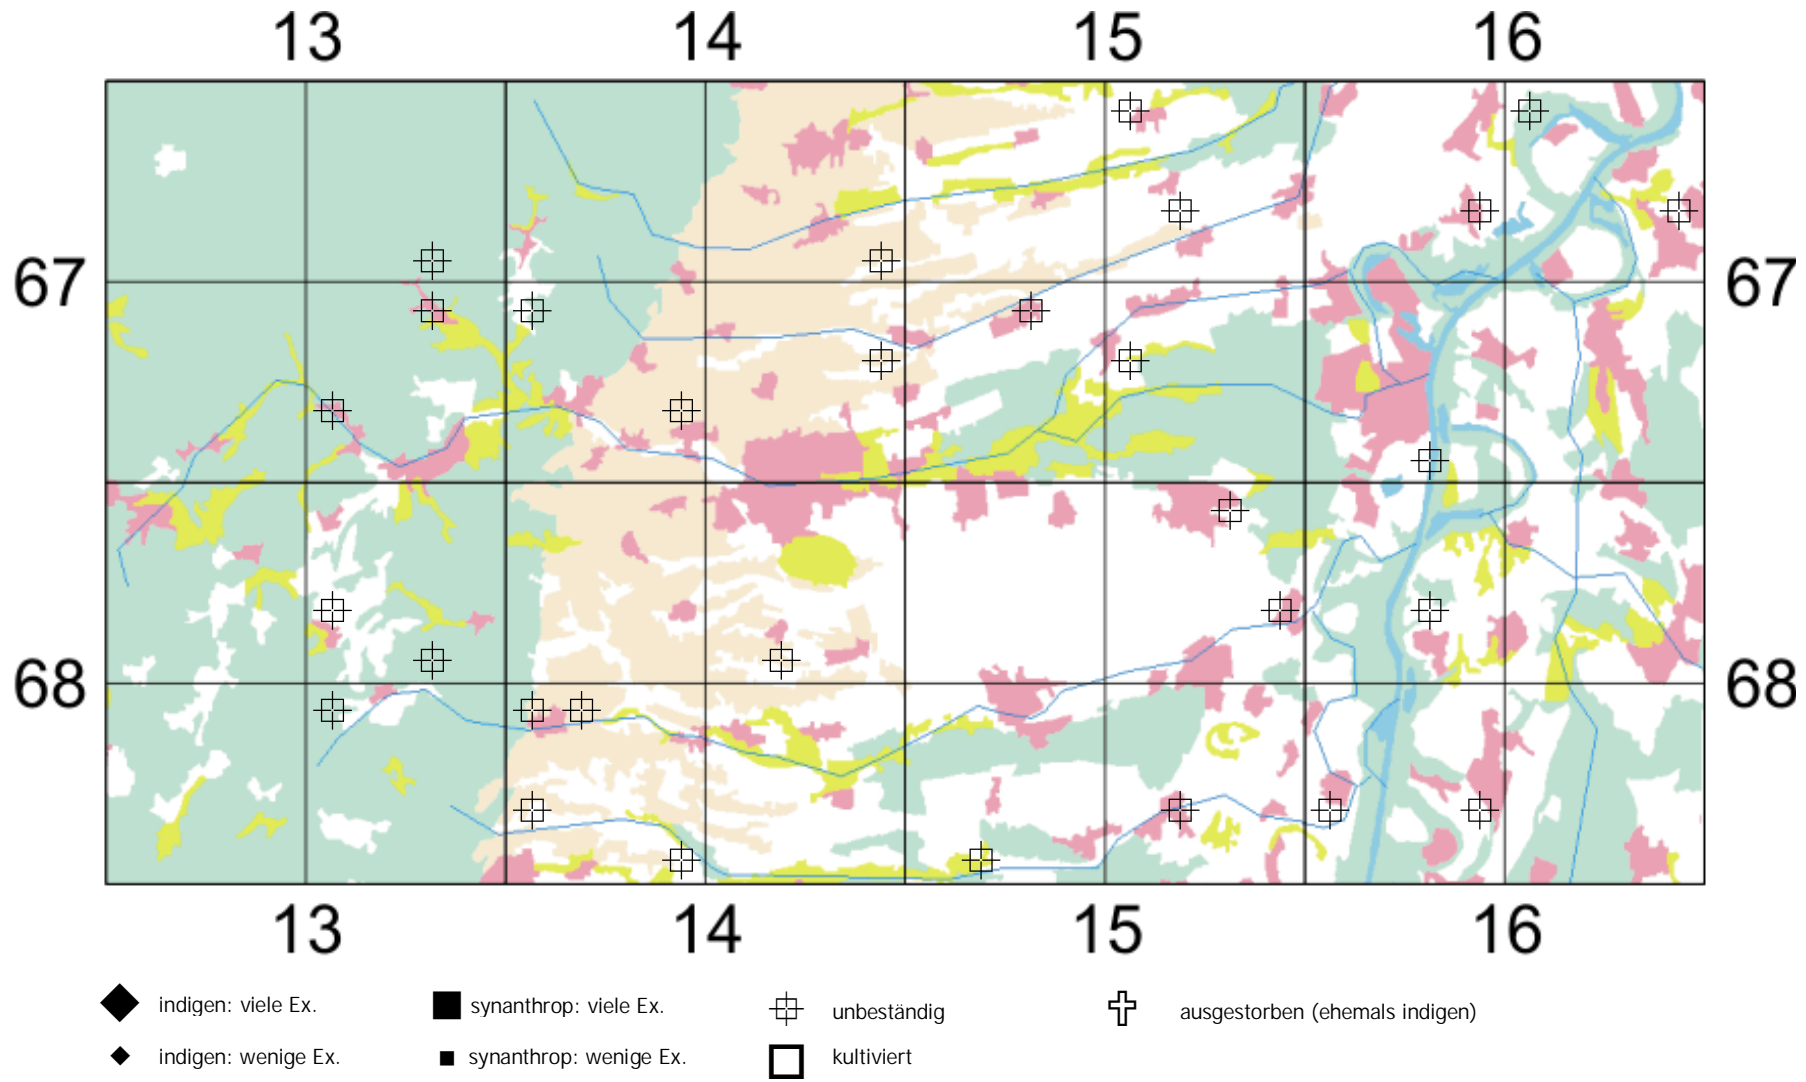 13 14 15 16
67 67
68 68
13 14 15 16
indigen: viele Ex. synanthrop: viele Ex. unbeständig ausgestorben (ehemals indigen)
indigen: wenige Ex. synanthrop: wenige Ex. kultiviert